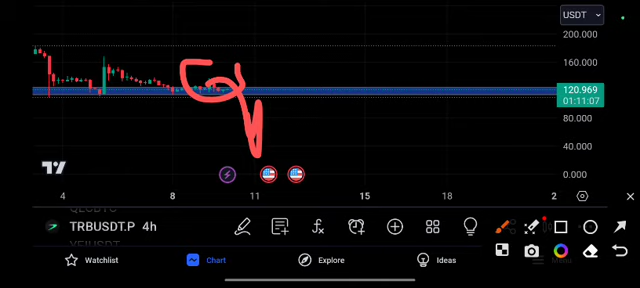 USDT
200.000
160.000
120.969
01:11:07
80.000
40.000
0.000
4
8
11
15
18
2
TRBUSDT.P 4h
Watchlist
Chart
Explore
Ideas